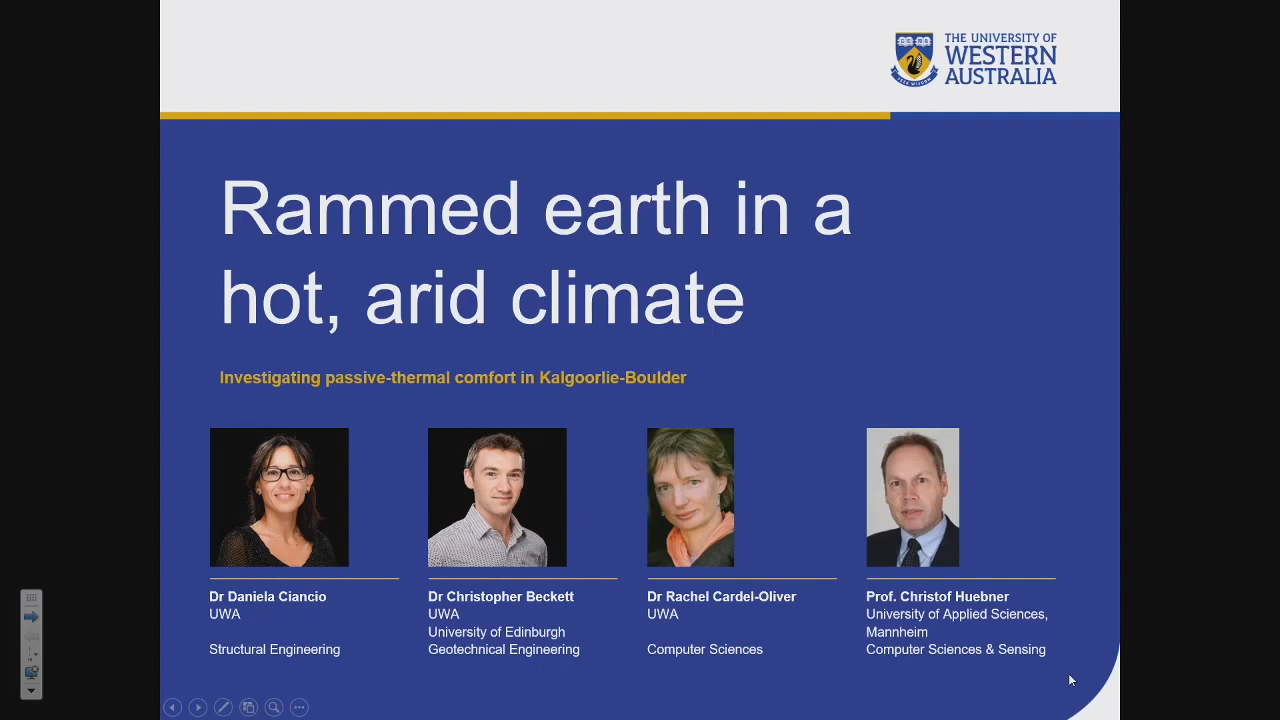 THE UNIVERSITY OF
WESTERN
AUSTRALIA
Rammed earth in a
hot, arid climate
Investigating passive-thermal comfort in Kalgoorlie-Boulder
Dr Daniela Ciancio
UWA
Structural Engineering
Dr Christopher Beckett
UWA
University of Edinburgh
Geotechnical Engineering
Dr Rachel Cardel-Oliver
UWA
Computer Sciences
Prof. Christof Huebner
University of Applied Sciences,
Mannheim
Computer Sciences & Sensing